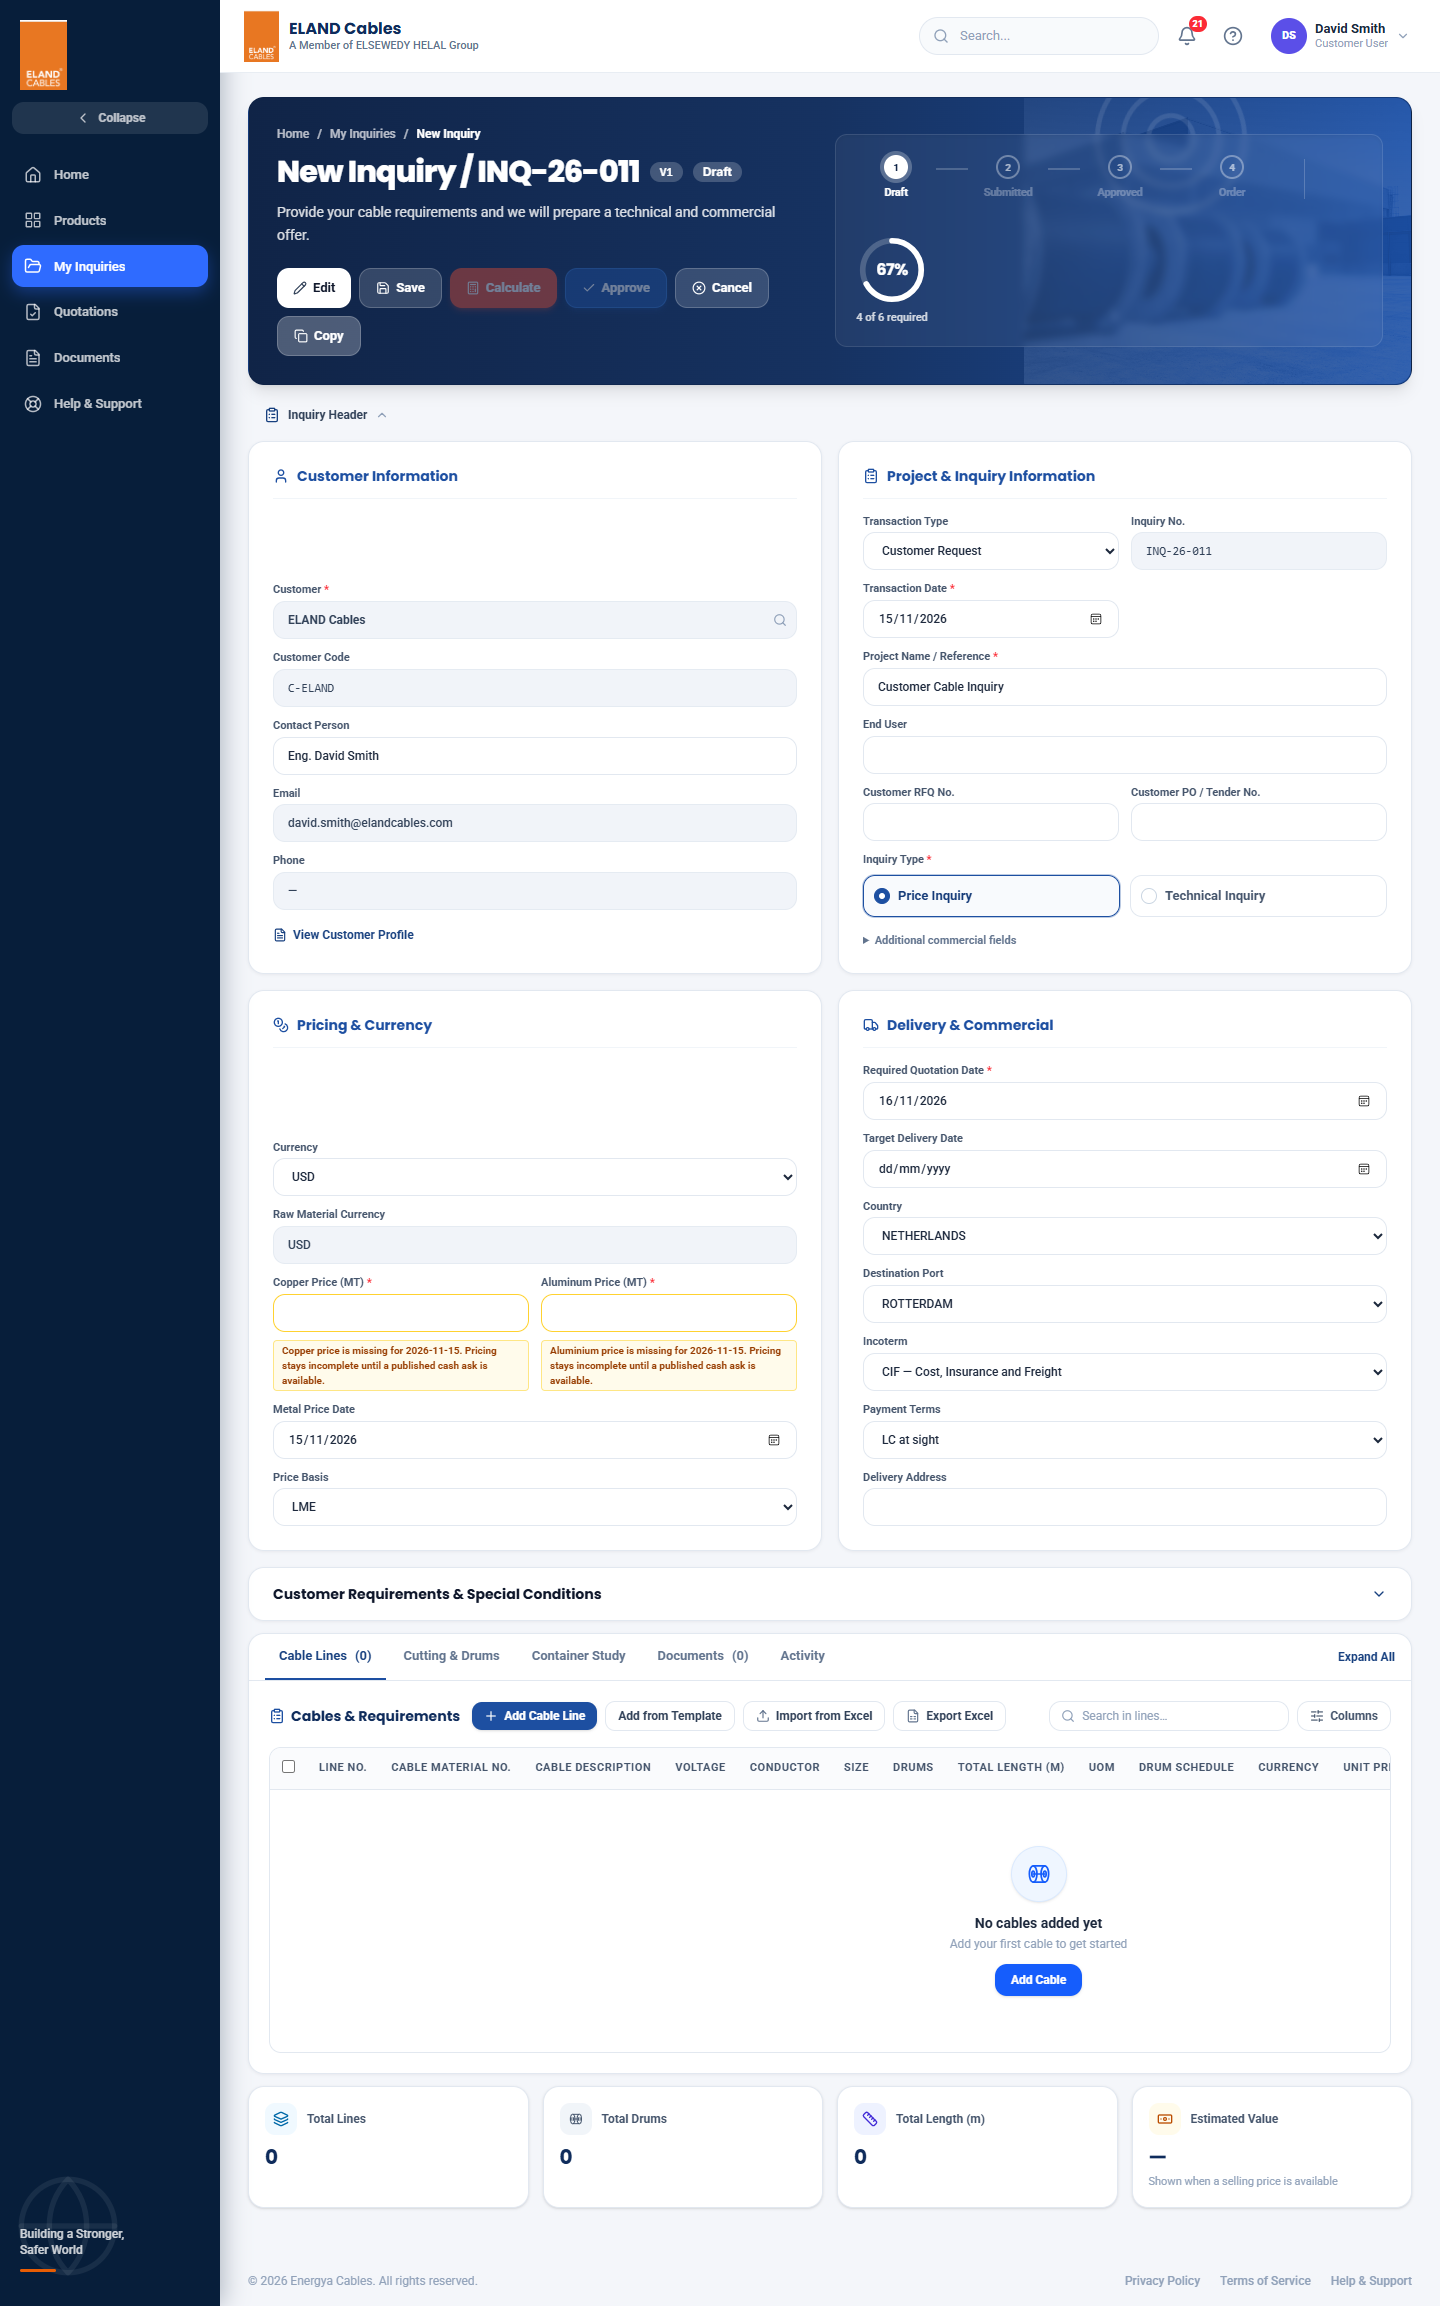 ELAND
CABLES
Collapse
Home
Products
My Inquiries
Quotations
Documents
Help & Support
Building a Stronger,
Safer World
ELAND
CABLES
ELAND Cables
A Member of ELSEWEDY HELAL Group
Search...
21
DS
David Smith
Customer User
Home / My Inquiries / New Inquiry
New Inquiry / INQ-26-011 V1 Draft
Provide your cable requirements and we will prepare a technical and commercial
offer.
Edit Save Calculate Approve Cancel
Copy
1 2 3 4
Draft Submitted Approved Order
67%
4 of 6 required
Inquiry Header
Customer Information
Customer *
ELAND Cables
Customer Code
C-ELAND
Contact Person
Eng. David Smith
Email
david.smith@elandcables.com
Phone
—
View Customer Profile
Project & Inquiry Information
Transaction Type Inquiry No.
Customer Request INQ-26-011
Transaction Date *
15/11/2026
Project Name / Reference *
Customer Cable Inquiry
End User
Customer RFQ No. Customer PO / Tender No.
Inquiry Type *
Price Inquiry Technical Inquiry
Additional commercial fields
Pricing & Currency
Currency
USD
Raw Material Currency
USD
Copper Price (MT) * Aluminum Price (MT) *
Copper price is missing for 2026-11-15. Pricing
stays incomplete until a published cash ask is
available.
Aluminium price is missing for 2026-11-15. Pricing
stays incomplete until a published cash ask is
available.
Metal Price Date
15/11/2026
Price Basis
LME
Delivery & Commercial
Required Quotation Date *
16/11/2026
Target Delivery Date
dd/mm/yyyy
Country
NETHERLANDS
Destination Port
ROTTERDAM
Incoterm
CIF — Cost, Insurance and Freight
Payment Terms
LC at sight
Delivery Address
Customer Requirements & Special Conditions
Cable Lines (0) Cutting & Drums Container Study Documents (0) Activity Expand All
Cables & Requirements Add Cable Line Add from Template Import from Excel Export Excel Search in lines... Columns
LINE NO. CABLE MATERIAL NO. CABLE DESCRIPTION VOLTAGE CONDUCTOR SIZE DRUMS TOTAL LENGTH (M) UOM DRUM SCHEDULE CURRENCY UNIT PRI
No cables added yet
Add your first cable to get started
Add Cable
Total Lines
0
Total Drums
0
Total Length (m)
0
Estimated Value
—
Shown when a selling price is available
© 2026 Energya Cables. All rights reserved.
Privacy Policy Terms of Service Help & Support